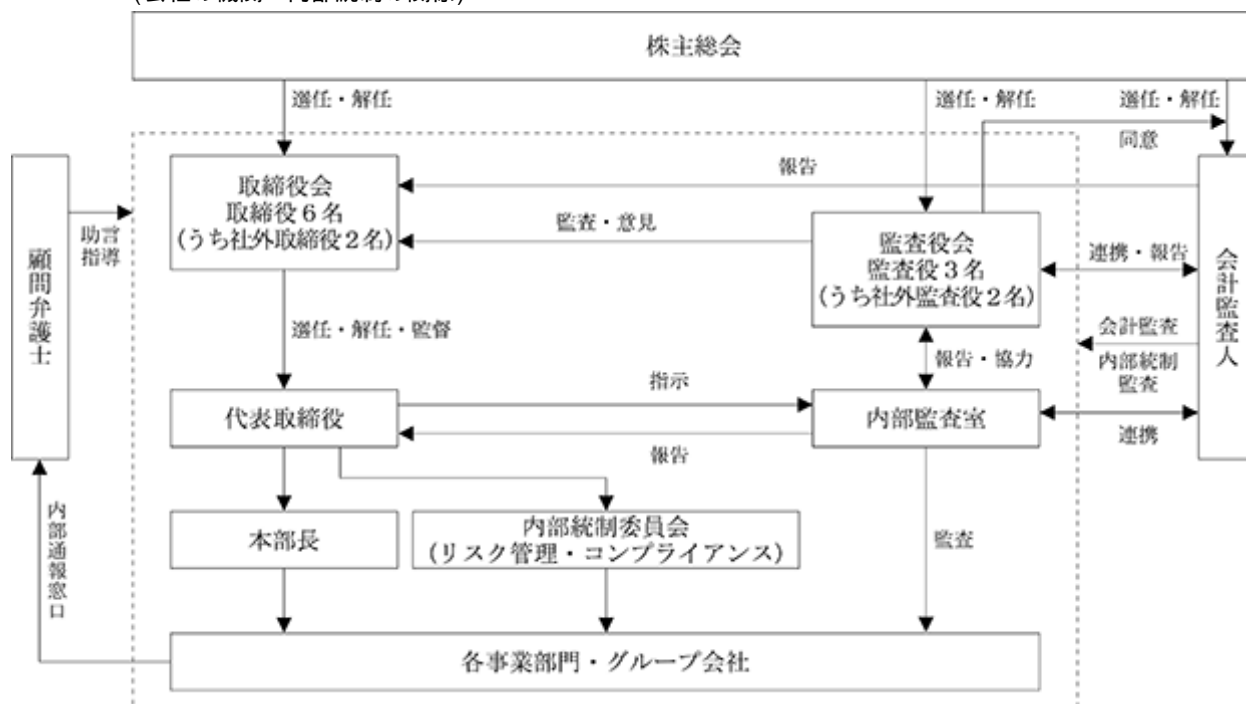 株主総会
選任・解任
選任・解任
選任・解任
同意
報告
取締役会
取締役6名
(うち社外取締役2名)
監査・意見
監査役会
監査役3名
(うち社外監査役2名)
連携・報告
会計監査人
顧問弁護士
助言
指導
会計監査
内部統制
監査
選任・解任・監督
報告・協力
代表取締役
指示
報告
内部監査室
連携
本部長
内部統制委員会
(リスク管理・コンプライアンス)
監査
内部通報窓口
各事業部門・グループ会社